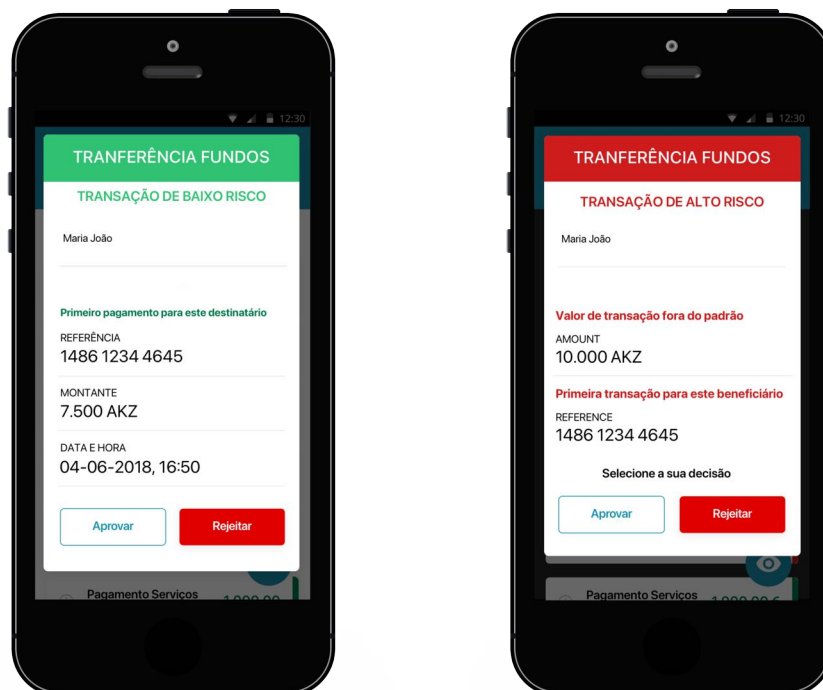 12:30
TRANFERÊNCIA FUNDOS
TRANSAÇÃO DE BAIXO RISCO
Maria João
Primeiro pagamento para este destinatário
REFERÊNCIA
1486 1234 4645
MONTANTE
7.500 AKZ
DATA E HORA
04-06-2018, 16:50
Aprovar
Rejeitar
Pagamento Serviços
12:30
TRANFERÊNCIA FUNDOS
TRANSAÇÃO DE ALTO RISCO
Maria João
Valor de transação fora do padrão
AMOUNT
10.000 AKZ
Primeira transação para este beneficiário
REFERENCE
1486 1234 4645
Selecione a sua decisão
Aprovar
Rejeitar
Pagamento Serviços